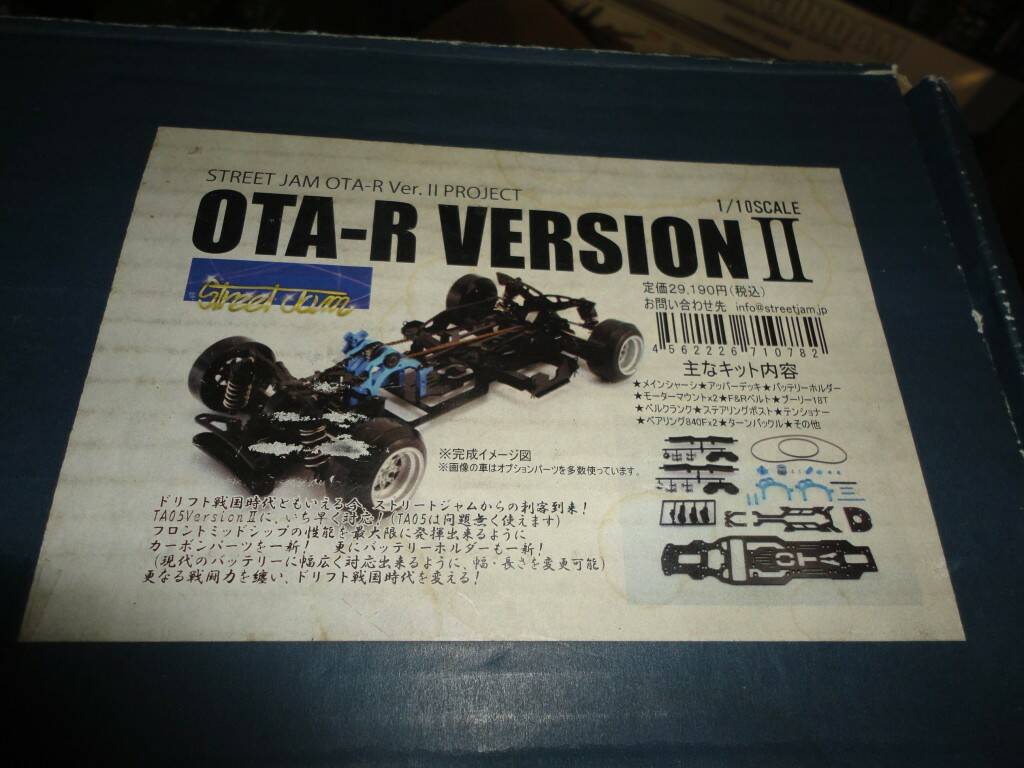 GUNDAM
STREET JAM OTA-R Ver. II PROJECT
OTA-R VERSION II
1/10SCALE
Street Jam
定価29,190円(税込)
お問い合わせ先 info@streetjam.jp
4 562226 710782
主なキット内容
★メインシャーシ★アッパーデッキ★バッテリーホルダー
★モーターマウントx2★F&Rベルト★プーリー18T
★ベルクランク★ステアリングポスト★テンショナー
★ベアリング840Fx2★ターンバックル★その他
※完成イメージ図
※画像の車はオプションパーツを多数使っています。
ドリフト戦国時代ともいえる今、ストリートジャムからの刺客到来!
TA05VersionⅡに、いち早く対応!(TA05は問題無く使えます)
フロントミッドシップの性能を最大限に発揮出来るように
カーボンパーツを一新! 更にバッテリーホルダーも一新!
(現代のバッテリーに幅広く対応出来るように、幅・長さを変更可能)
更なる戦闘力を纏い、ドリフト戦国時代を変える!